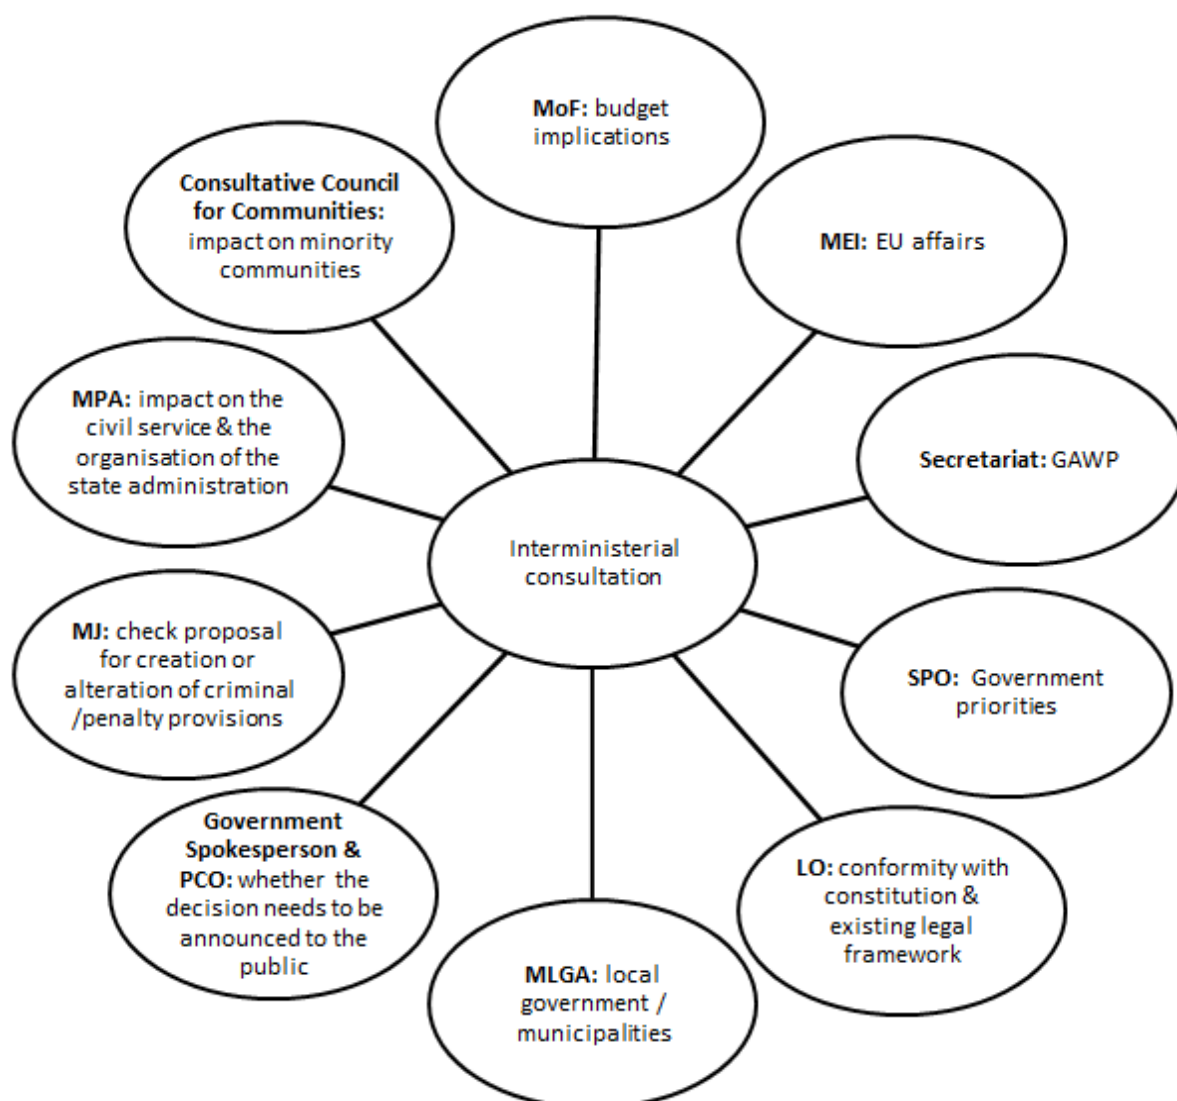 MoF: budget
implications
MEI: EU affairs
Secretariat: GAWP
SPO:  Government
priorities
LO: conformity with
constitution &
existing legal
framework
MLGA: local
government /
municipalities
Government
Spokesperson &
PCO: whether the
decision needs to be
announced to the
public
MJ: check proposal
for creation or
alteration of criminal
/penalty provisions
MPA: impact on the
civil service & the
organisation of the
state administration
Consultative Council
for Communities:
impact on minority
communities
Interministerial
consultation